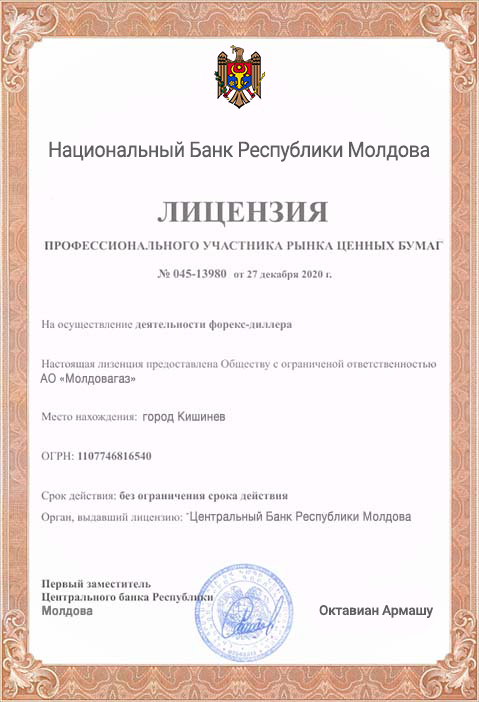 Национальный Банк Республики Молдова
ЛИЦЕНЗИЯ
ПРОФЕССИОНАЛЬНОГО УЧАСТНИКА РЫНКА ЦЕННЫХ БУМАГ
№ 045-13980 от 27 декабря 2020 г.
На осуществление деятельности форекс-диллера
Настоящая лизенция предоставлена Обществу с ограниченой ответственностью
АО «Молдовагаз»
Место нахождения: город Кишинев
ОГРН: 1107746816540
Срок действия: без ограничения срока действия
Орган, выдавший лицензию: "Центральный Банк Республики Молдова
Первый заместитель
Центрального банка Республики
Молдова
Октавиан Армашу